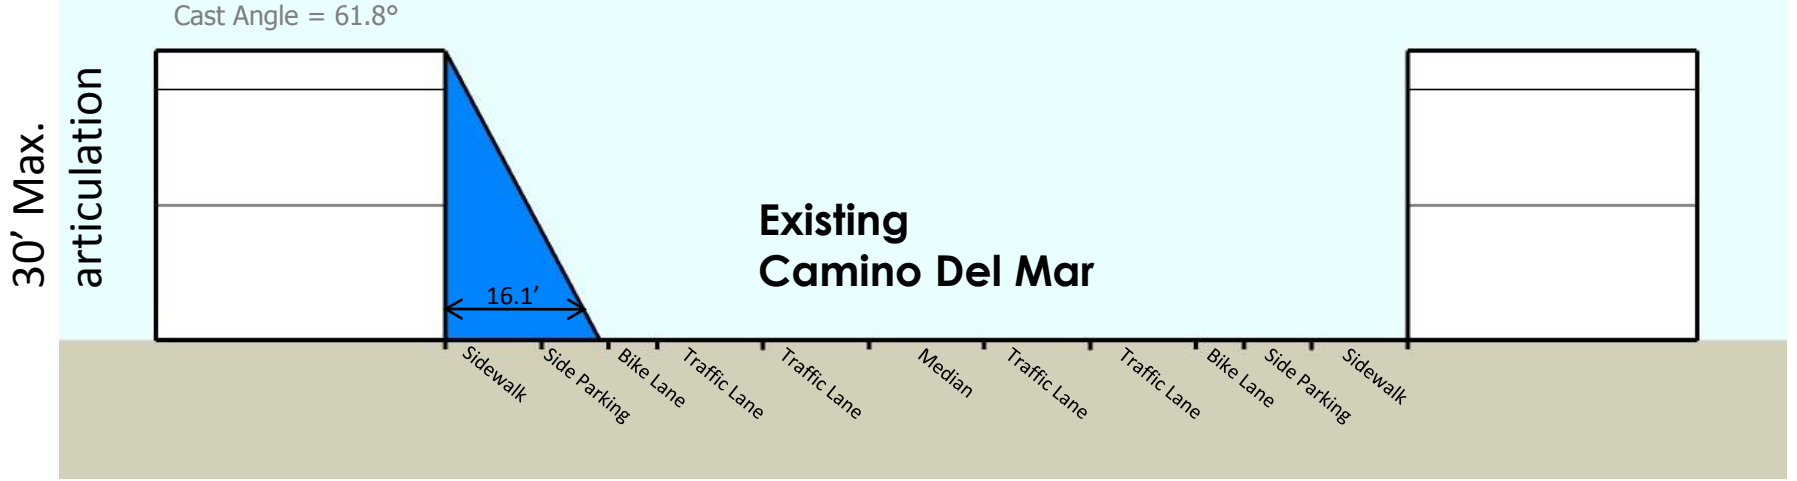 Cast Angle = 61.8°
30’ Max.
articulation
Existing
Camino Del Mar
16.1’
Sidewalk
Side Parking
Bike Lane
Traffic Lane
Traffic Lane
Median
Traffic Lane
Traffic Lane
Bike Lane
Side Parking
Sidewalk